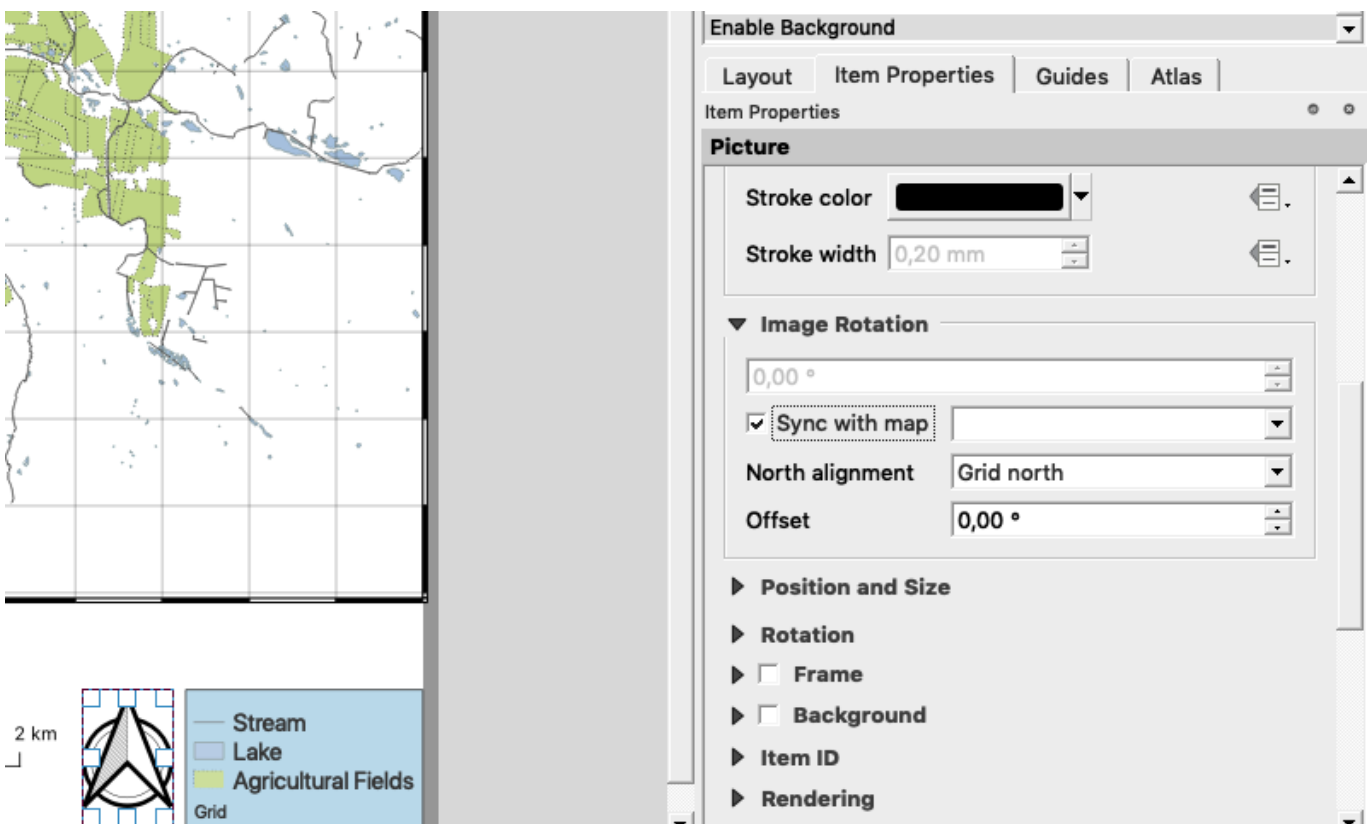 Enable Background
Layout Item Properties Guides Atlas
Item Properties
Picture
Stroke color
Stroke width 0,20 mm
Image Rotation
0,00 °
Sync with map
North alignment Grid north
Offset 0,00 °
Position and Size
Rotation
Frame
Background
Item ID
Rendering
2 km
Stream
Lake
Agricultural Fields
Grid